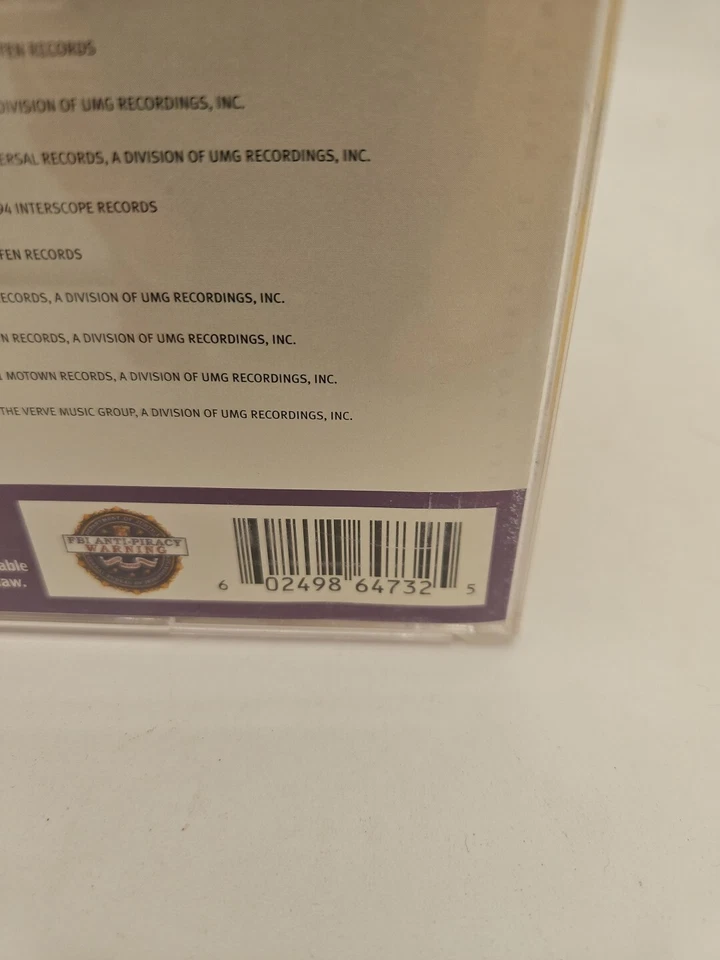 RECORDS
DIVISION OF UMG RECORDINGS, INC.
ERSAL RECORDS, A DIVISION OF UMG RECORDINGS, INC.
94 INTERSCOPE RECORDS
FEN RECORDS
ECORDS, A DIVISION OF UMG RECORDINGS, INC.
N RECORDS, A DIVISION OF UMG RECORDINGS, INC.
MOTOWN RECORDS, A DIVISION OF UMG RECORDINGS, INC.
THE VERVE MUSIC GROUP, A DIVISION OF UMG RECORDINGS, INC.
able
aw.
FBI ANTI-PIRACY
WARNING
6 02498 64732 5